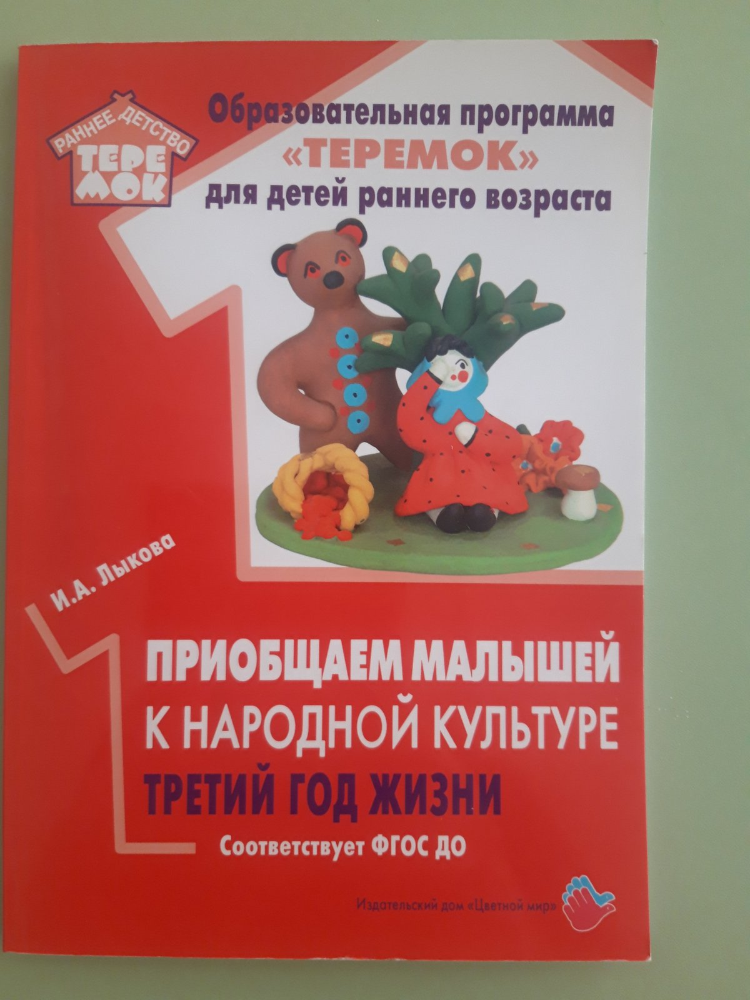 РАННЕЕ ДЕТСТВО
ТЕРЕ
МОК
Образовательная программа
«ТЕРЕМОК»
для детей раннего возраста
И.А. Лыкова
ПРИОБЩАЕМ МАЛЫШЕЙ
К НАРОДНОЙ КУЛЬТУРЕ
ТРЕТИЙ ГОД ЖИЗНИ
Соответствует ФГОС ДО
Издательский дом «Цветной мир»